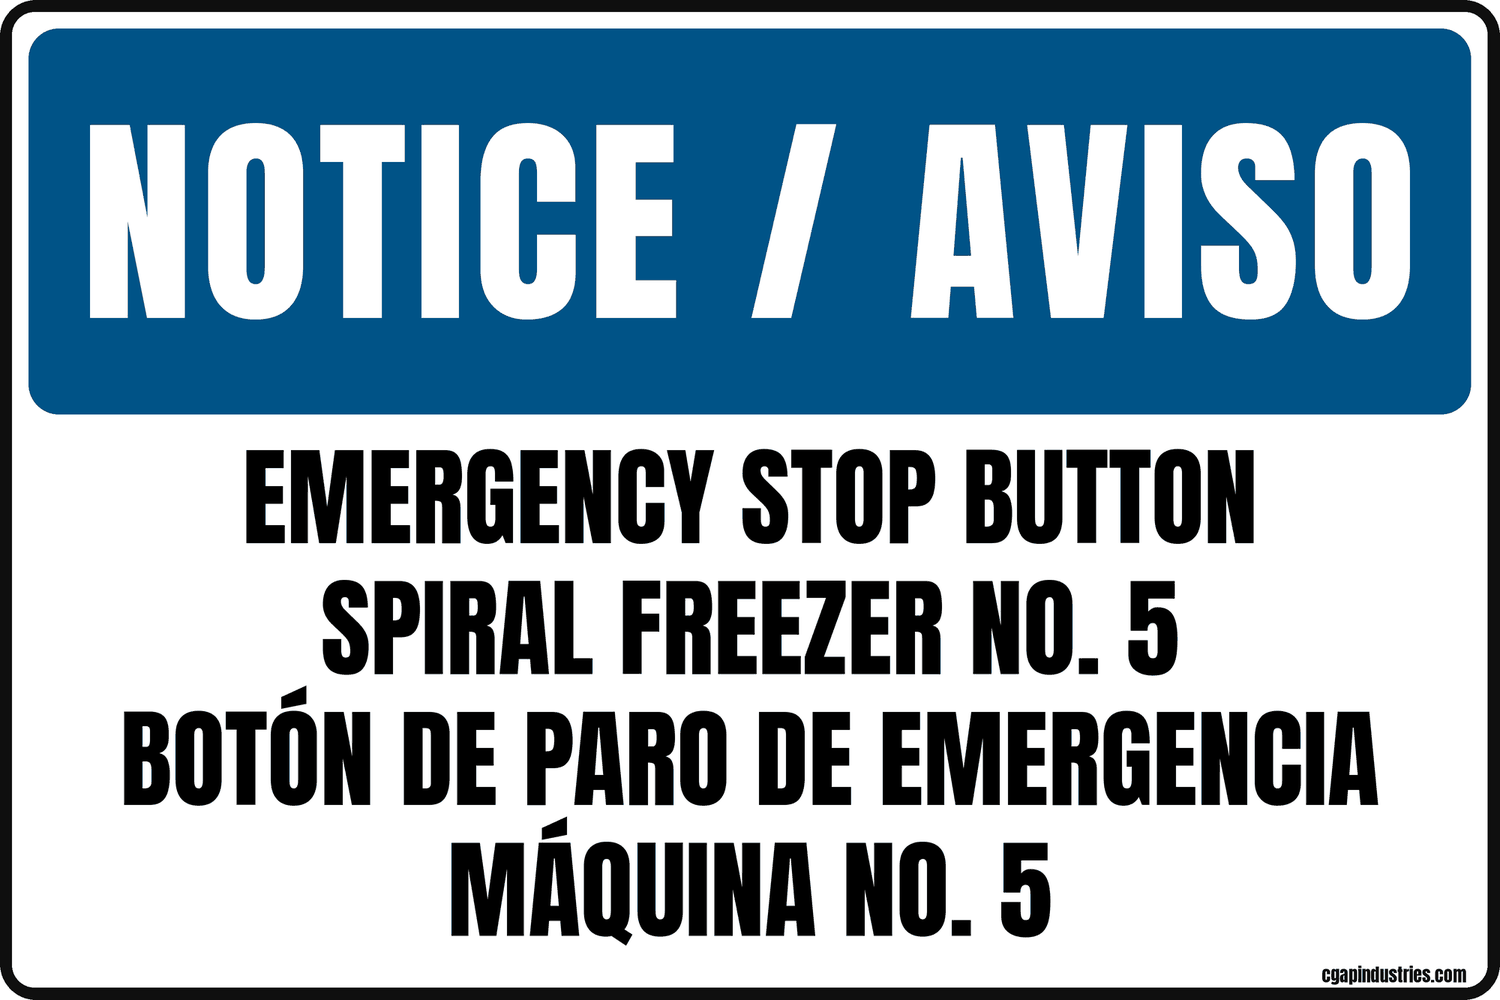 NOTICE / AVISO
EMERGENCY STOP BUTTON
SPIRAL FREEZER NO. 5
BOTÓN DE PARO DE EMERGENCIA
MÁQUINA NO. 5
cgapindustries.com